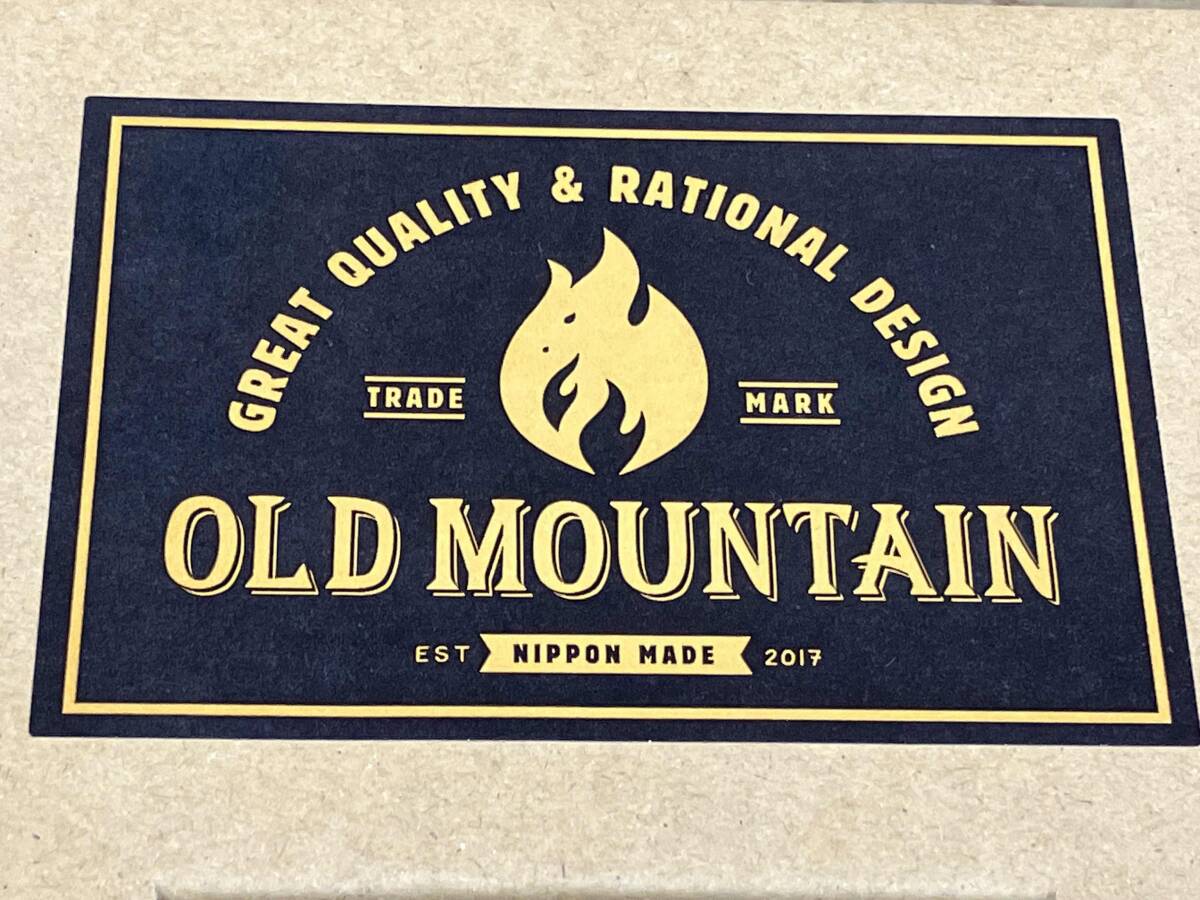 GREAT QUALITY & RATIONAL DESIGN
TRADE MARK
OLD MOUNTAIN
EST NIPPON MADE 2017